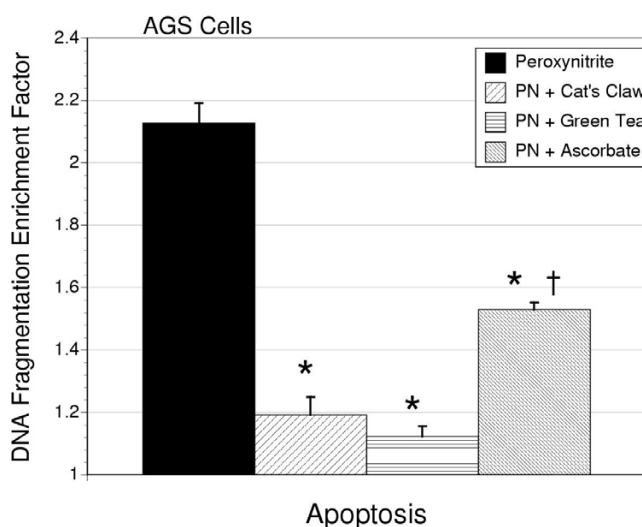 AGS Cells
DNA Fragmentation Enrichment Factor
2.4
2.2
2
1.8
1.6
1.4
1.2
1
Peroxynitrite
PN + Cat's Claw
PN + Green Tea
PN + Ascorbate
*
*
* †
Apoptosis